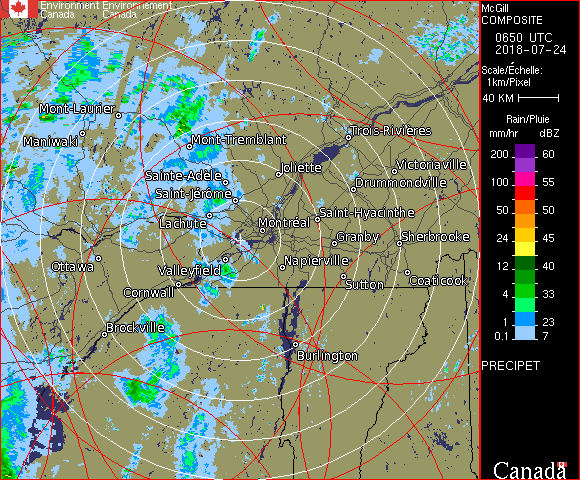 Environment Environnement
Canada Canada
McGill
COMPOSITE
0650 UTC
2018-07-24
Scale/Échelle:
1km/Pixel
40 KM
Rain/Pluie
mm/hr dBZ
200 60
100 55
50 50
24 45
12 40
4 33
1 23
0.1 7
PRECIPET
Canada
Mont-Laurier
Maniwaki
Mont-Tremblant
Trois-Rivières
Sainte-Adèle
Joliette
Victoriaville
Saint-Jérôme
Drummondville
Lachute
Saint-Hyacinthe
Montréal
Granby
Sherbrooke
Ottawa
Valleyfield
Napierville
Cornwall
Sutton
Coaticook
Brockville
Burlington